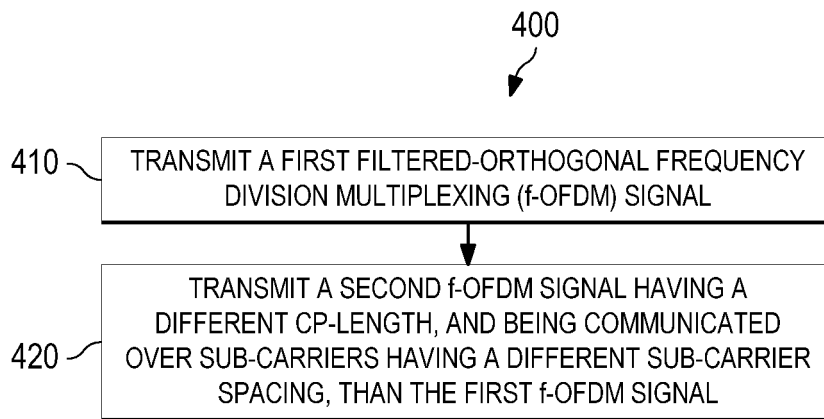 400
410
TRANSMIT A FIRST FILTERED-ORTHOGONAL FREQUENCY
DIVISION MULTIPLEXING (f-OFDM) SIGNAL
420
TRANSMIT A SECOND f-OFDM SIGNAL HAVING A
DIFFERENT CP-LENGTH, AND BEING COMMUNICATED
OVER SUB-CARRIERS HAVING A DIFFERENT SUB-CARRIER
SPACING, THAN THE FIRST f-OFDM SIGNAL